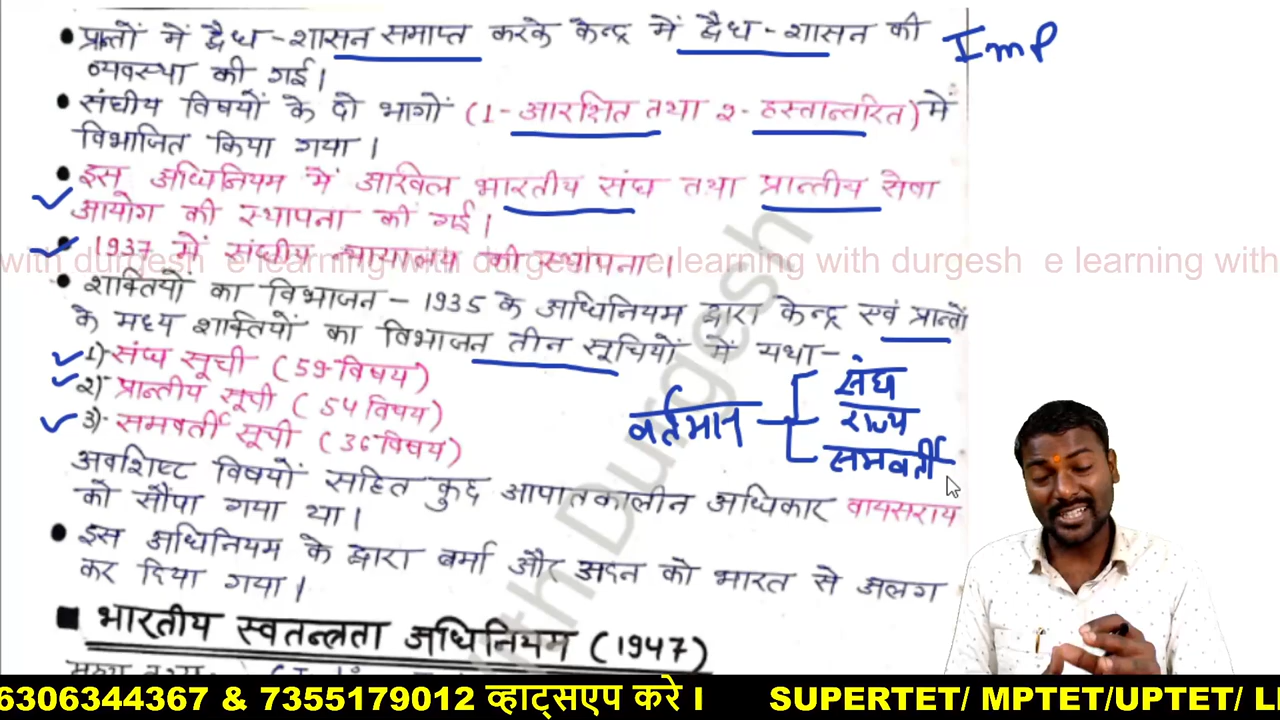 • प्रान्तों में द्वैध-शासन समाप्त करके केन्द्र में द्वैध-शासन की
Imp
व्यवस्था की गई।
• संघीय विषयों के दो भागों (1- आरक्षित तथा 2- हस्तान्तरित) में
विभाजित किया गया।
• इस अधिनियम में अखिल भारतीय संघ तथा प्रान्तीय सेवा
आयोग की स्थापना की गई।
• 1937 में संघीय न्यायालय की स्थापना।
with durgesh e learning with durgesh e learning with durgesh e learning with
• शक्तियों का विभाजन - 1935 के अधिनियम द्वारा केन्द्र एवं प्रान्तों
के मध्य शक्तियों का विभाजन तीन सूचियों में यथा-
1)- संघ सूची (59-विषय)
2)- प्रान्तीय सूची (54 विषय)
3)- समवर्ती सूची (36 विषय)
वर्तमान
संघ
राज्य
समवर्ती
अवशिष्ट विषयों सहित कुछ आपातकालीन अधिकार वायसराय
को सौंपा गया था।
• इस अधिनियम के द्वारा बर्मा और अदन को भारत से अलग
कर दिया गया।
■ भारतीय स्वतन्त्रता अधिनियम (1947)
with Durgesh
6306344367 & 7355179012 व्हाट्सएप करे l SUPERTET/ MPTET/UPTET/